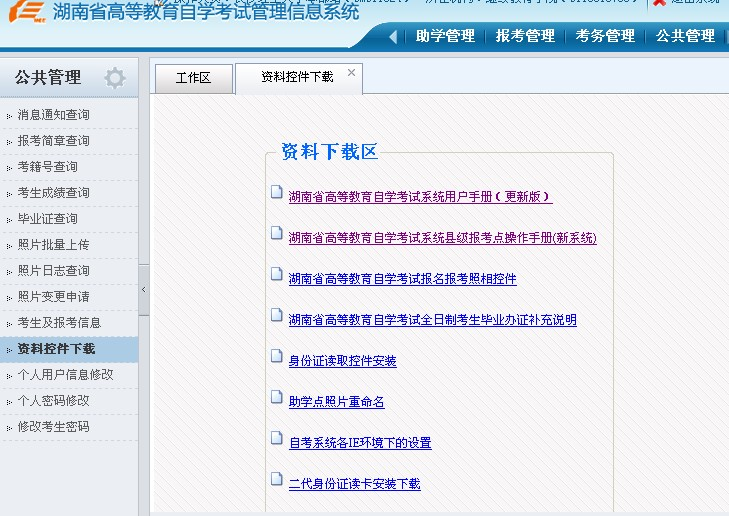 湖南省高等教育自学考试管理信息系统
助学管理
报考管理
考务管理
公共管理
公共管理
工作区
资料控件下载
消息通知查询
报考简章查询
考籍号查询
考生成绩查询
毕业证查询
照片批量上传
照片日志查询
照片变更申请
考生及报考信息
资料控件下载
个人用户信息修改
个人密码修改
修改考生密码
资料下载区
湖南省高等教育自学考试系统用户手册（更新版）
湖南省高等教育自学考试系统县级报考点操作手册(新系统)
湖南省高等教育自学考试报名报考照相控件
湖南省高等教育自学考试全日制考生毕业办证补充说明
身份证读取控件安装
助学点照片重命名
自考系统各IE环境下的设置
二代身份证读卡安装下载